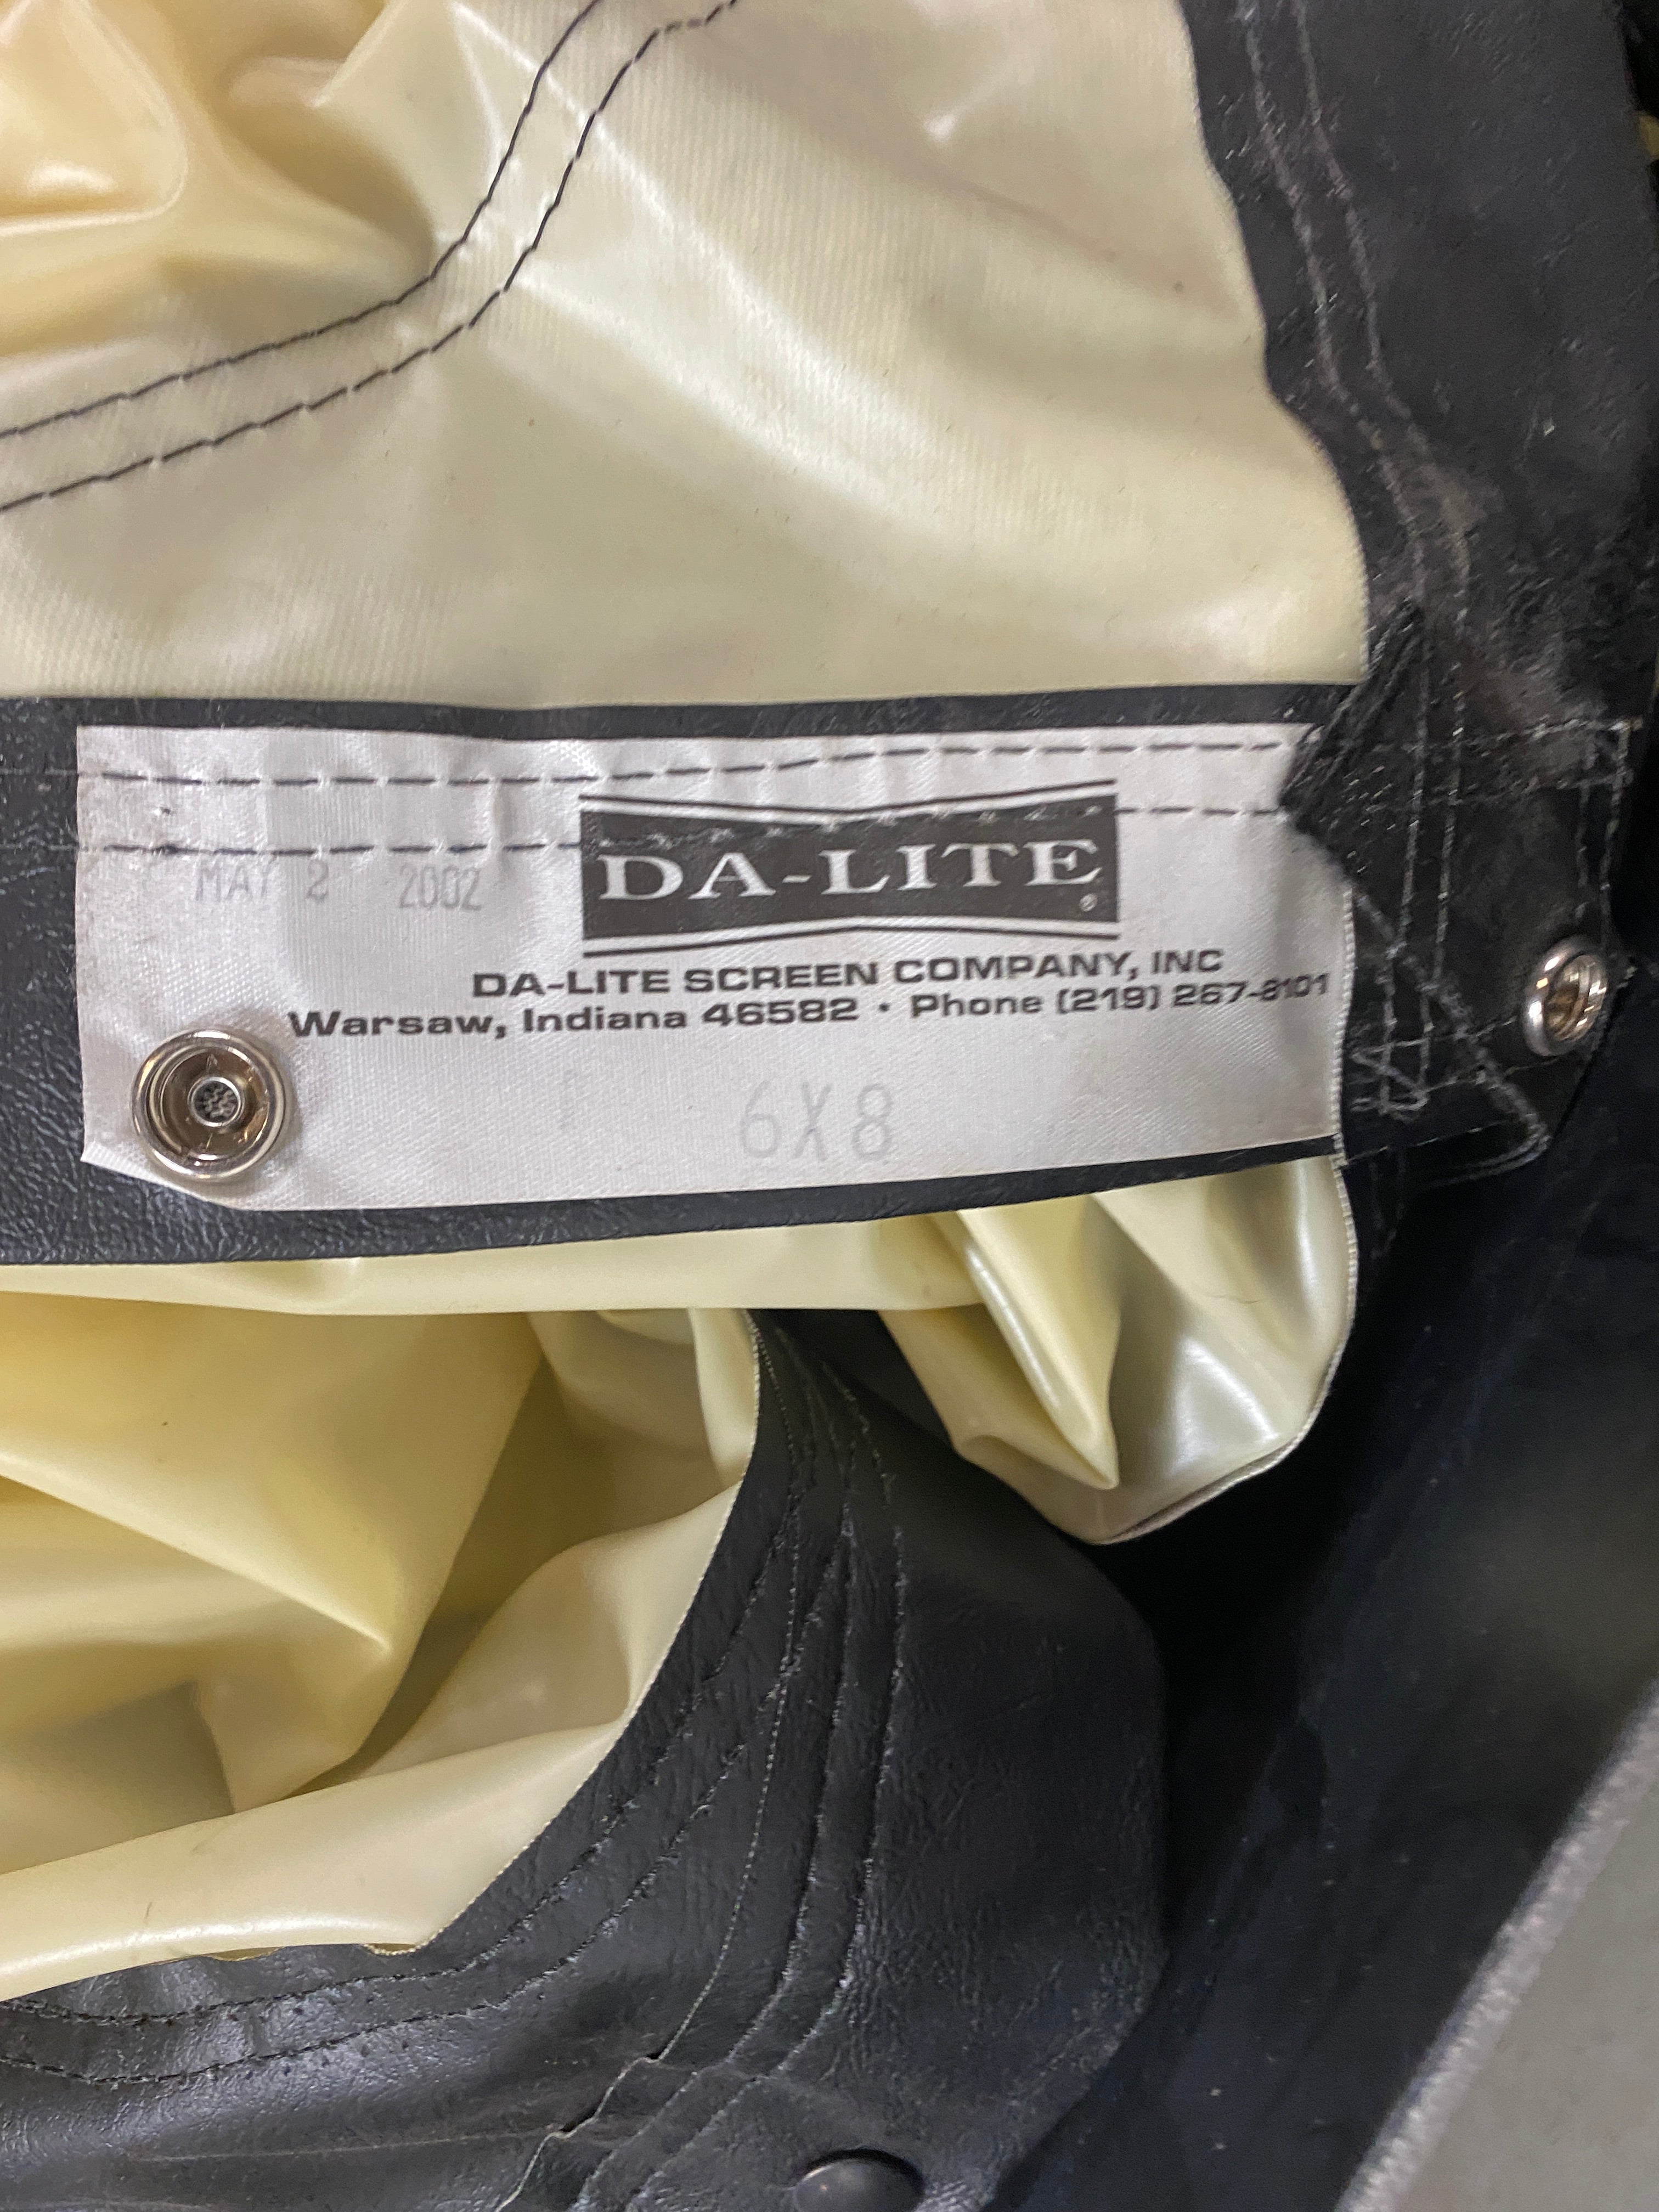 DA-LITE®
MAY 2 2002
DA-LITE SCREEN COMPANY, INC
Warsaw, Indiana 46582 • Phone (219) 267-8101
6X8